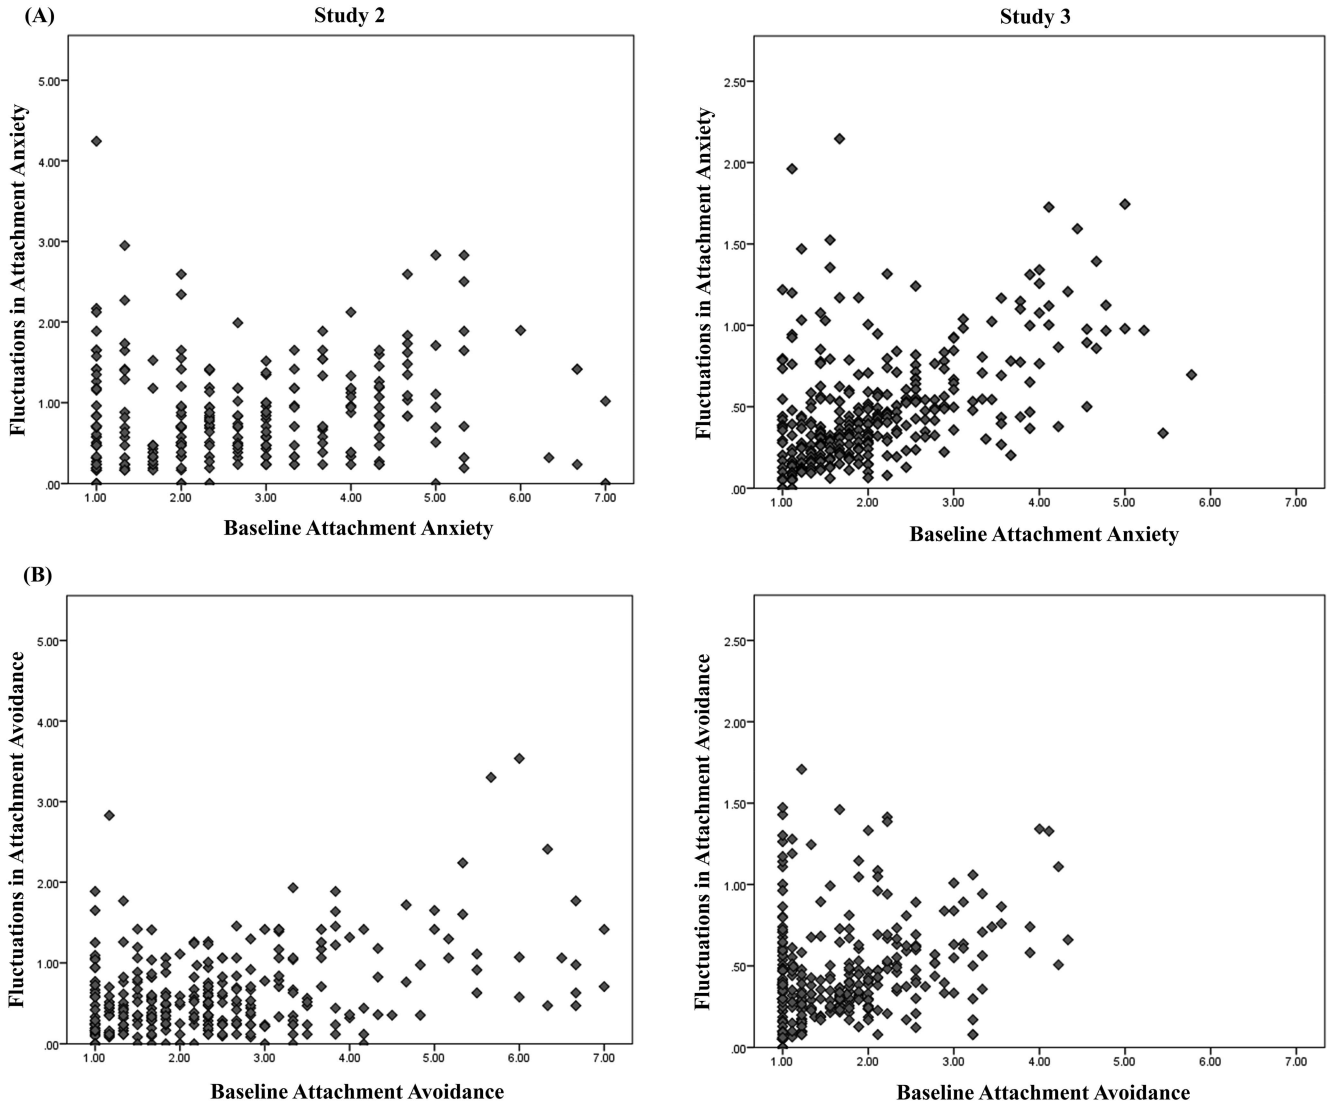 (A)
Study 2
Study 3
Fluctuations in Attachment Anxiety
5.00
4.00
3.00
2.00
1.00
.00
1.00 2.00 3.00 4.00 5.00 6.00 7.00
Baseline Attachment Anxiety
Fluctuations in Attachment Anxiety
2.50
2.00
1.50
1.00
.50
.00
1.00 2.00 3.00 4.00 5.00 6.00 7.00
Baseline Attachment Anxiety
(B)
Fluctuations in Attachment Avoidance
5.00
4.00
3.00
2.00
1.00
.00
1.00 2.00 3.00 4.00 5.00 6.00 7.00
Baseline Attachment Avoidance
Fluctuations in Attachment Avoidance
2.50
2.00
1.50
1.00
.50
.00
1.00 2.00 3.00 4.00 5.00 6.00 7.00
Baseline Attachment Avoidance